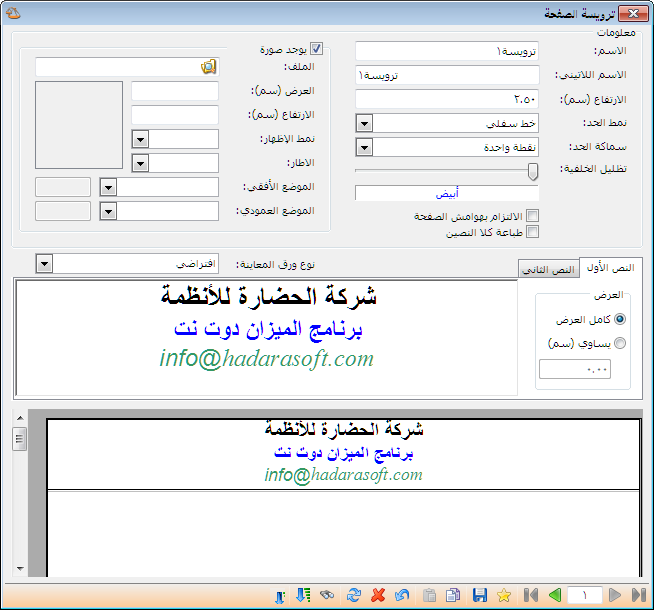 ترويسة الصفحة
معلومات
الاسم: ترويسة١
الاسم اللاتيني: ترويسة١
الارتفاع (سم): ٢.٥٠
نمط الحد: خط سفلي
سماكة الحد: نقطة واحدة
تظليل الخلفية:
أبيض
الالتزام بهوامش الصفحة
طباعة كلا النصين
يوجد صورة
الملف:
العرض (سم):
الارتفاع (سم):
نمط الإظهار:
الاطار:
الموضع الأفقي:
الموضع العمودي:
النص الأول
النص الثاني
نوع ورق المعاينة: افتراضي
العرض
كامل العرض
يساوي (سم)
٠.٠٠
شركة الحضارة للأنظمة
برنامج الميزان دوت نت
info@hadarasoft.com
شركة الحضارة للأنظمة
برنامج الميزان دوت نت
info@hadarasoft.com
١